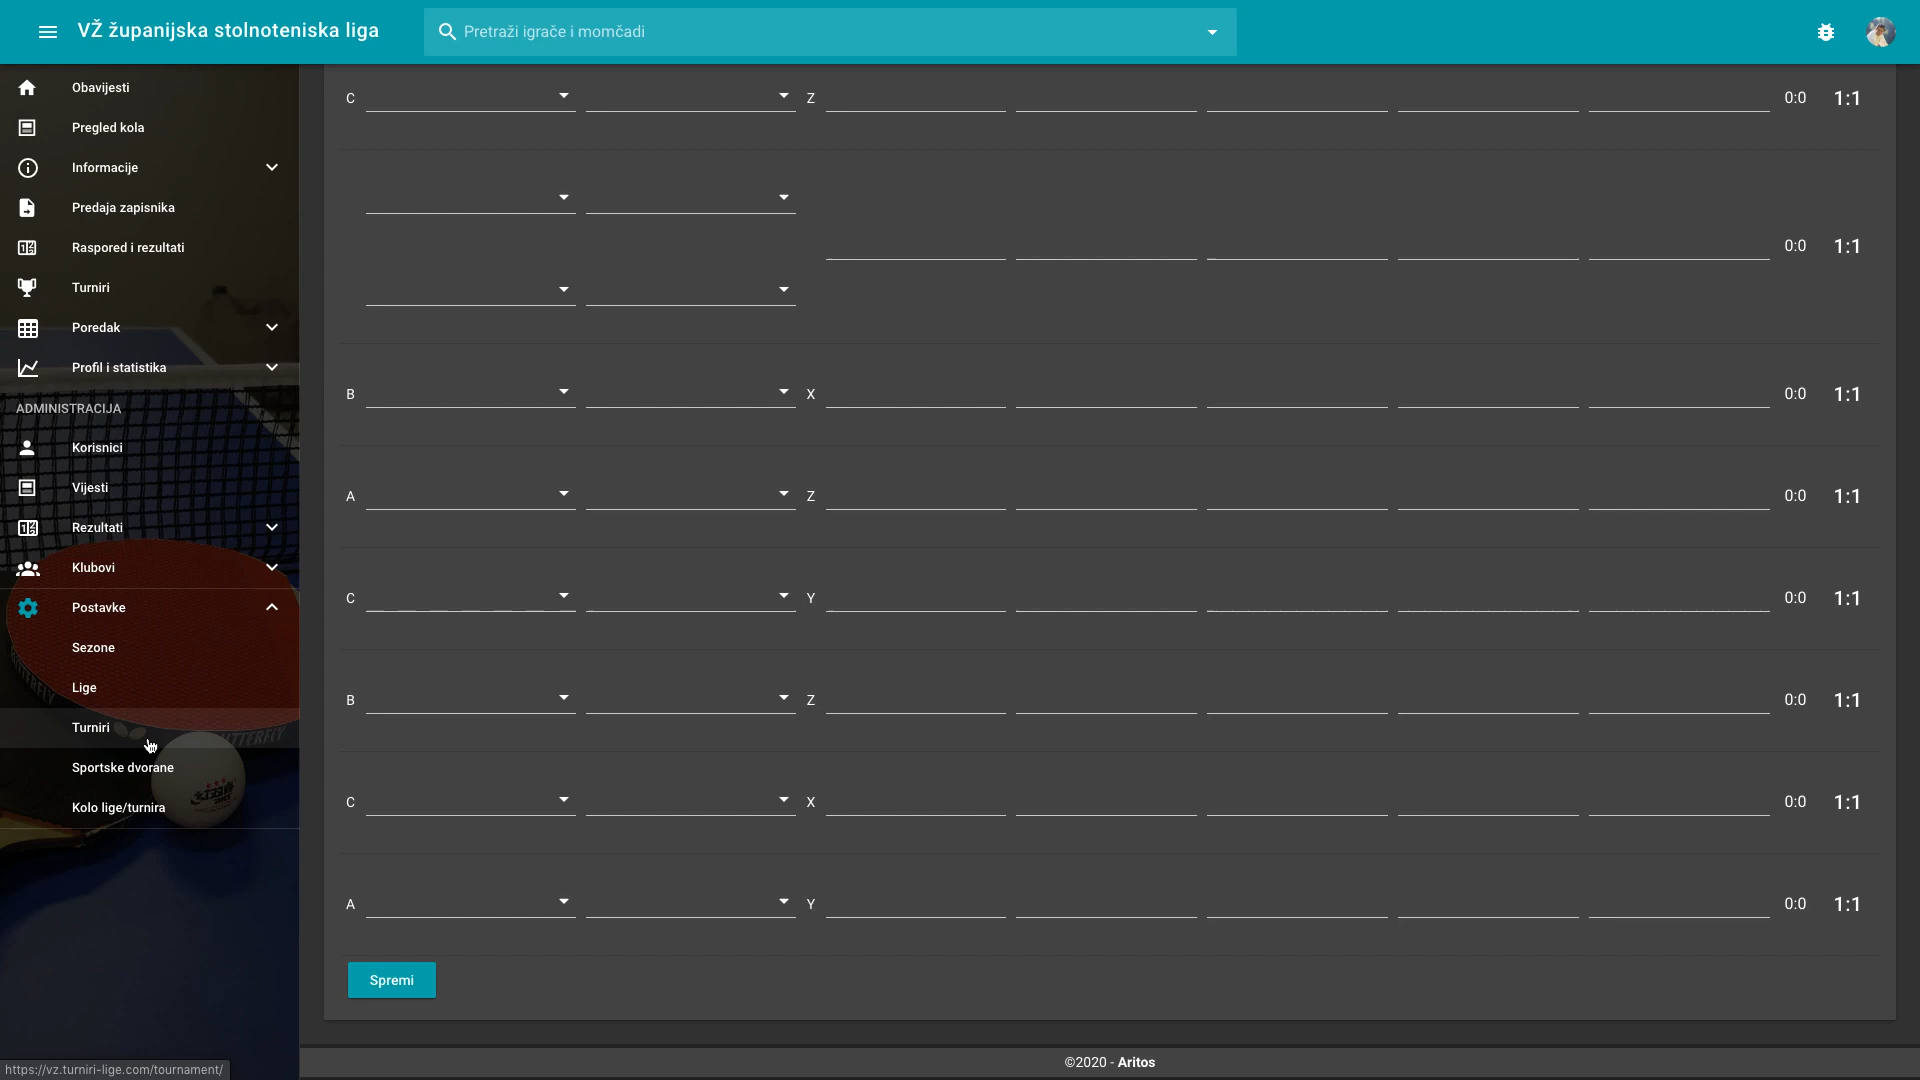 VŽ županijska stolnoteniska liga
Pretraži igrače i momčadi
Obavijesti
Pregled kola
Informacije
Predaja zapisnika
Raspored i rezultati
Turniri
Poredak
Profil i statistika
ADMINISTRACIJA
Korisnici
Vijesti
Rezultati
Klubovi
Postavke
Sezone
Lige
Turniri
Sportske dvorane
Kolo lige/turnira
https://vz.turniri-lige.com/tournament/
C Z 0:0 1:1
0:0 1:1
B X 0:0 1:1
A Z 0:0 1:1
C Y 0:0 1:1
B Z 0:0 1:1
C X 0:0 1:1
A Y 0:0 1:1
Spremi
©2020 - Aritos